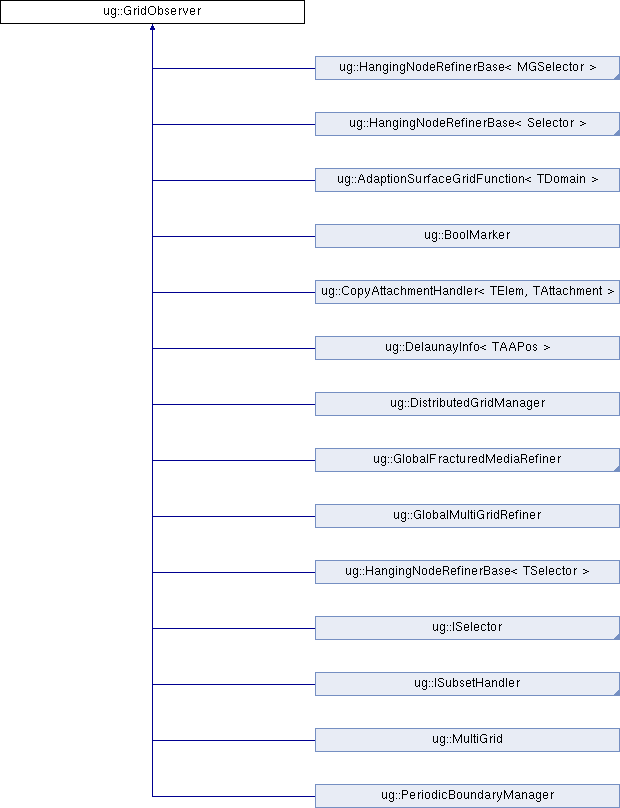 ug::GridObserver
ug::HangingNodeRefinerBase< MGSelector >
ug::HangingNodeRefinerBase< Selector >
ug::AdaptionSurfaceGridFunction< TDomain >
ug::BoolMarker
ug::CopyAttachmentHandler< TElem, TAttachment >
ug::DelaunayInfo< TAAPos >
ug::DistributedGridManager
ug::GlobalFracturedMediaRefiner
ug::GlobalMultiGridRefiner
ug::HangingNodeRefinerBase< TSelector >
ug::ISelector
ug::ISubsetHandler
ug::MultiGrid
ug::PeriodicBoundaryManager